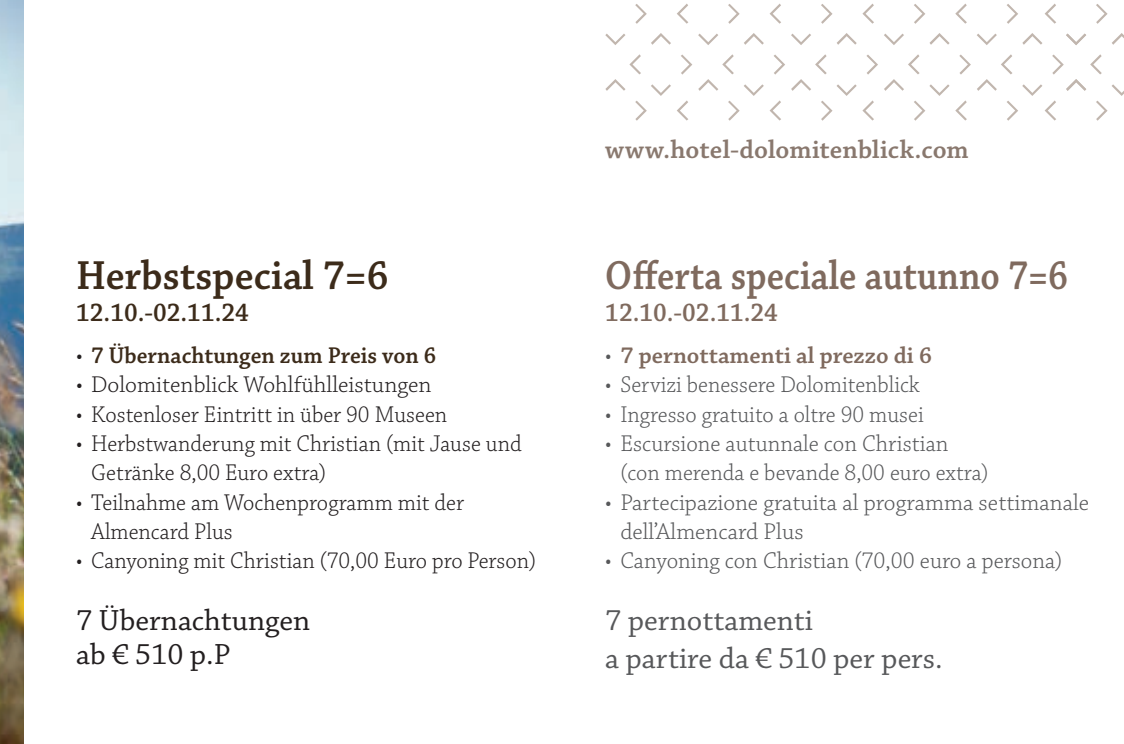 www.hotel-dolomitenblick.com
Herbstspecial 7=6
12.10.-02.11.24
• 7 Übernachtungen zum Preis von 6
• Dolomitenblick Wohlfühlleistungen
• Kostenloser Eintritt in über 90 Museen
• Herbstwanderung mit Christian (mit Jause und
Getränke 8,00 Euro extra)
• Teilnahme am Wochenprogramm mit der
Almencard Plus
• Canyoning mit Christian (70,00 Euro pro Person)
7 Übernachtungen
ab € 510 p.P
Offerta speciale autunno 7=6
12.10.-02.11.24
• 7 pernottamenti al prezzo di 6
• Servizi benessere Dolomitenblick
• Ingresso gratuito a oltre 90 musei
• Escursione autunnale con Christian
(con merenda e bevande 8,00 euro extra)
• Partecipazione gratuita al programma settimanale
dell'Almencard Plus
• Canyoning con Christian (70,00 euro a persona)
7 pernottamenti
a partire da € 510 per pers.